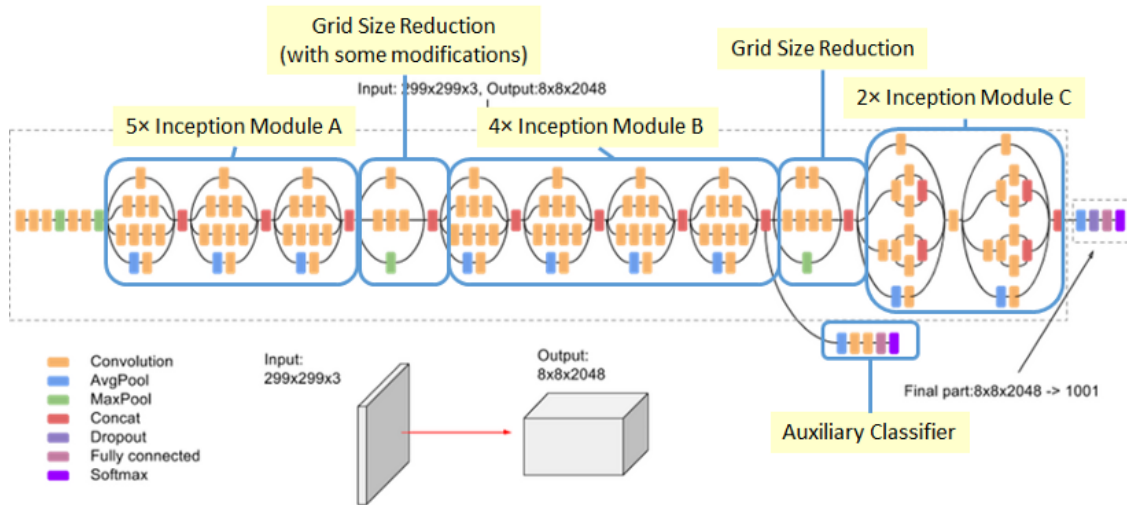 Grid Size Reduction
(with some modifications)
Grid Size Reduction
Input: 299x299x3, Output:8x8x2048
5× Inception Module A
4× Inception Module B
2× Inception Module C
Convolution
AvgPool
MaxPool
Concat
Dropout
Fully connected
Softmax
Input:
299x299x3
Output:
8x8x2048
Final part:8x8x2048 -> 1001
Auxiliary Classifier